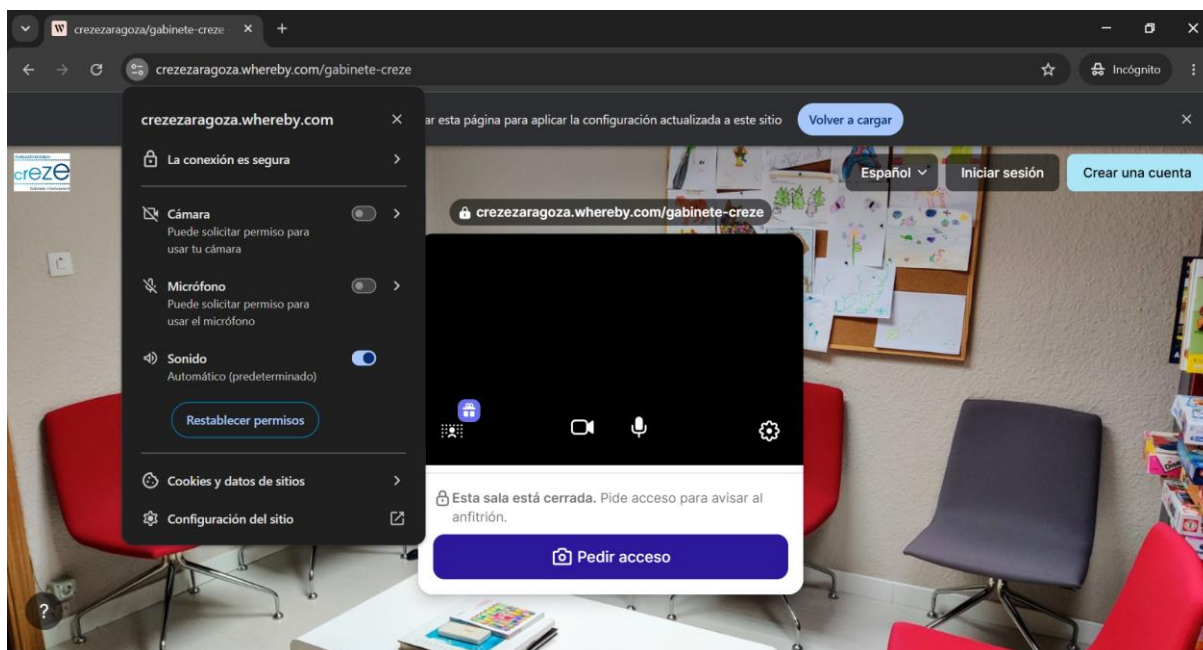 crezezaragoza/gabinete-creze
crezezaragoza.whereby.com/gabinete-creze
Incógnito
crezezaragoza.whereby.com
ar esta página para aplicar la configuración actualizada a este sitio
Volver a cargar
La conexión es segura
creze
Español
Iniciar sesión
Crear una cuenta
Cámara
Puede solicitar permiso para
usar tu cámara
crezezaragoza.whereby.com/gabinete-creze
Micrófono
Puede solicitar permiso para
usar el micrófono
Sonido
Automático (predeterminado)
Restablecer permisos
Cookies y datos de sitios
Configuración del sitio
Esta sala está cerrada. Pide acceso para avisar al
anfitrión.
Pedir acceso
?